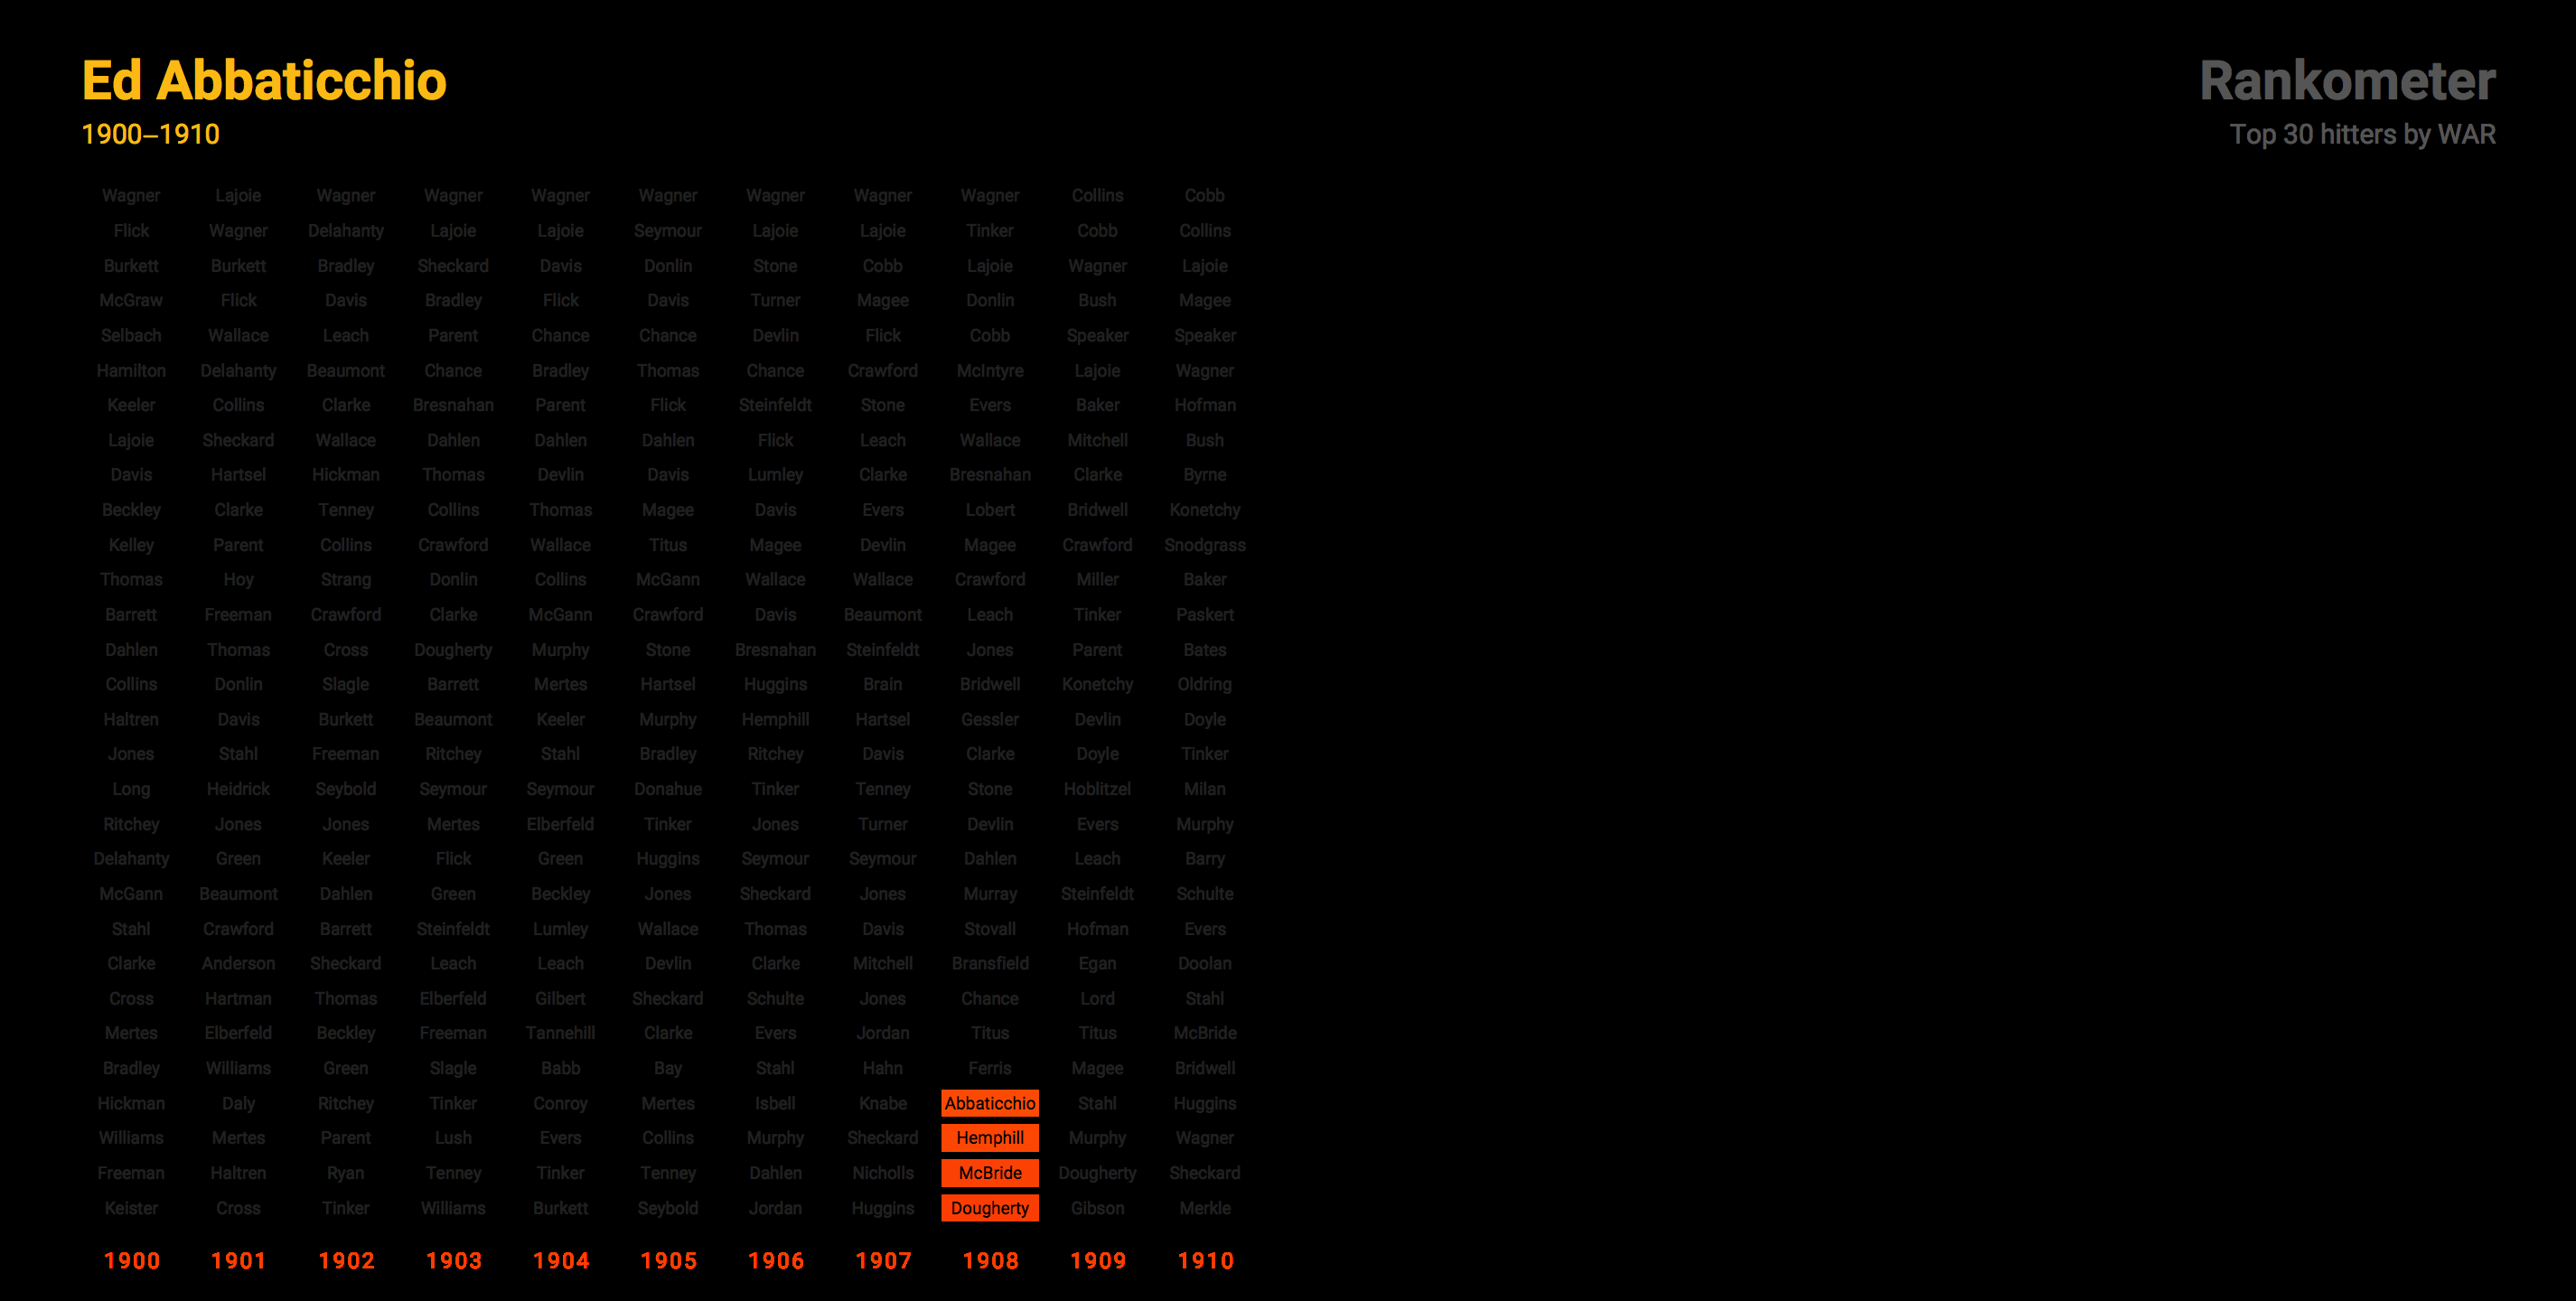 Ed Abbaticchio
1900–1910
Rankometer
Top 30 hitters by WAR
Wagner Lajoie Wagner Wagner Wagner Wagner Wagner Wagner Wagner Collins Cobb
Flick Wagner Delahanty Lajoie Lajoie Seymour Lajoie Lajoie Tinker Cobb Collins
Burkett Burkett Bradley Sheckard Davis Donlin Stone Cobb Lajoie Wagner Lajoie
McGraw Flick Davis Bradley Flick Davis Turner Magee Donlin Bush Magee
Selbach Wallace Leach Parent Chance Chance Devlin Flick Cobb Speaker Speaker
Hamilton Delahanty Beaumont Chance Bradley Thomas Chance Crawford McIntyre Lajoie Wagner
Keeler Collins Clarke Bresnahan Parent Flick Steinfeldt Stone Evers Baker Hofman
Lajoie Sheckard Wallace Dahlen Dahlen Dahlen Flick Leach Wallace Mitchell Bush
Davis Hartsel Hickman Thomas Devlin Davis Lumley Clarke Bresnahan Clarke Byrne
Beckley Clarke Tenney Collins Thomas Magee Davis Evers Lobert Bridwell Konetchy
Kelley Parent Collins Crawford Wallace Titus Magee Devlin Magee Crawford Snodgrass
Thomas Hoy Strang Donlin Collins McGann Wallace Wallace Crawford Miller Baker
Barrett Freeman Crawford Clarke McGann Crawford Davis Beaumont Leach Tinker Paskert
Dahlen Thomas Cross Dougherty Murphy Stone Bresnahan Steinfeldt Jones Parent Bates
Collins Donlin Slagle Barrett Mertes Hartsel Huggins Brain Bridwell Konetchy Oldring
Haltren Davis Burkett Beaumont Keeler Murphy Hemphill Hartsel Gessler Devlin Doyle
Jones Stahl Freeman Ritchey Stahl Bradley Ritchey Davis Clarke Doyle Tinker
Long Heidrick Seybold Seymour Seymour Donahue Tinker Tenney Stone Hoblitzel Milan
Ritchey Jones Jones Mertes Elberfeld Tinker Jones Turner Devlin Evers Murphy
Delahanty Green Keeler Flick Green Huggins Seymour Seymour Dahlen Leach Barry
McGann Beaumont Dahlen Green Beckley Jones Sheckard Jones Murray Steinfeldt Schulte
Stahl Crawford Barrett Steinfeldt Lumley Wallace Thomas Davis Stovall Hofman Evers
Clarke Anderson Sheckard Leach Leach Devlin Clarke Mitchell Bransfield Egan Doolan
Cross Hartman Thomas Elberfeld Gilbert Sheckard Schulte Jones Chance Lord Stahl
Mertes Elberfeld Beckley Freeman Tannehill Clarke Evers Jordan Titus Titus McBride
Bradley Williams Green Slagle Babb Bay Stahl Hahn Ferris Magee Bridwell
Hickman Daly Ritchey Tinker Conroy Mertes Isbell Knabe Abbaticchio Stahl Huggins
Williams Mertes Parent Lush Evers Collins Murphy Sheckard Hemphill Murphy Wagner
Freeman Haltren Ryan Tenney Tinker Tenney Dahlen Nicholls McBride Dougherty Sheckard
Keister Cross Tinker Williams Burkett Seybold Jordan Huggins Dougherty Gibson Merkle
1900 1901 1902 1903 1904 1905 1906 1907 1908 1909 1910